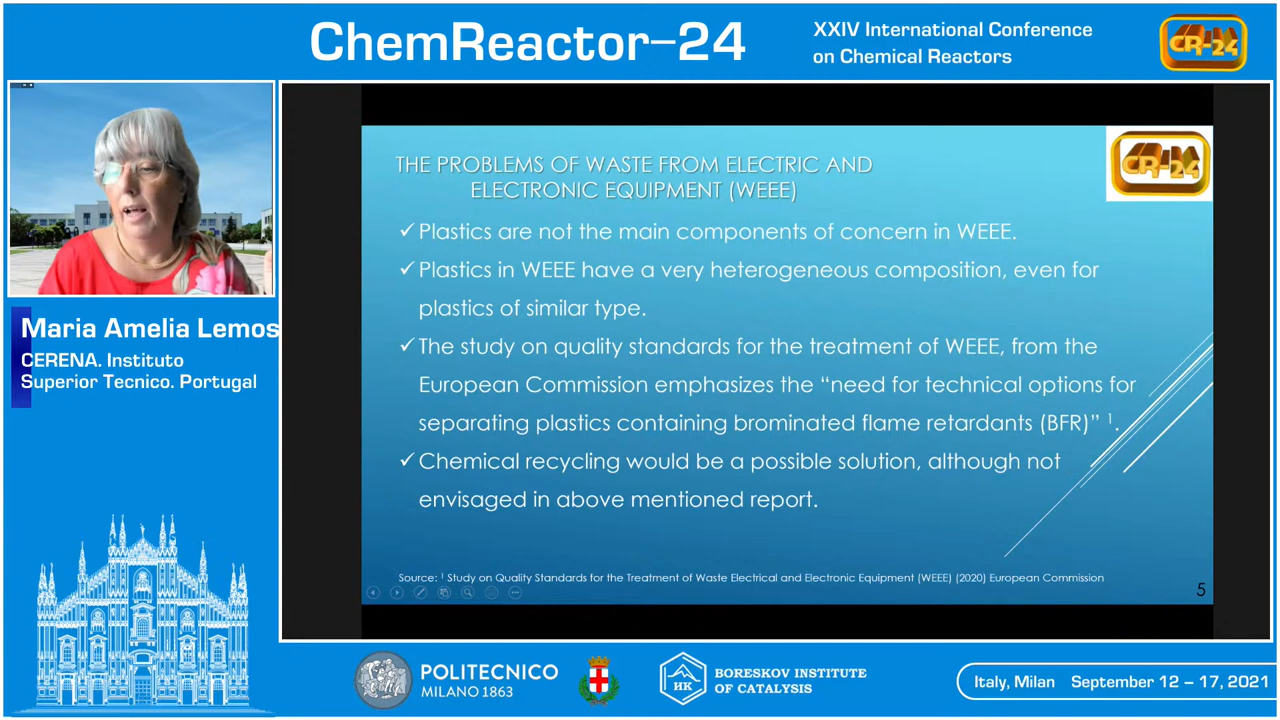 ChemReactor–24
XXIV International Conference
on Chemical Reactors
CR-24
Maria Amelia Lemos
CERENA. Instituto
Superior Tecnico. Portugal
THE PROBLEMS OF WASTE FROM ELECTRIC AND
ELECTRONIC EQUIPMENT (WEEE)
CR-24
✓ Plastics are not the main components of concern in WEEE.
✓ Plastics in WEEE have a very heterogeneous composition, even for
plastics of similar type.
✓ The study on quality standards for the treatment of WEEE, from the
European Commission emphasizes the “need for technical options for
separating plastics containing brominated flame retardants (BFR)” ¹.
✓ Chemical recycling would be a possible solution, although not
envisaged in above mentioned report.
Source: ¹ Study on Quality Standards for the Treatment of Waste Electrical and Electronic Equipment (WEEE) (2020) European Commission
5
POLITECNICO
MILANO 1863
НК
BORESKOV INSTITUTE
OF CATALYSIS
Italy, Milan September 12 – 17, 2021